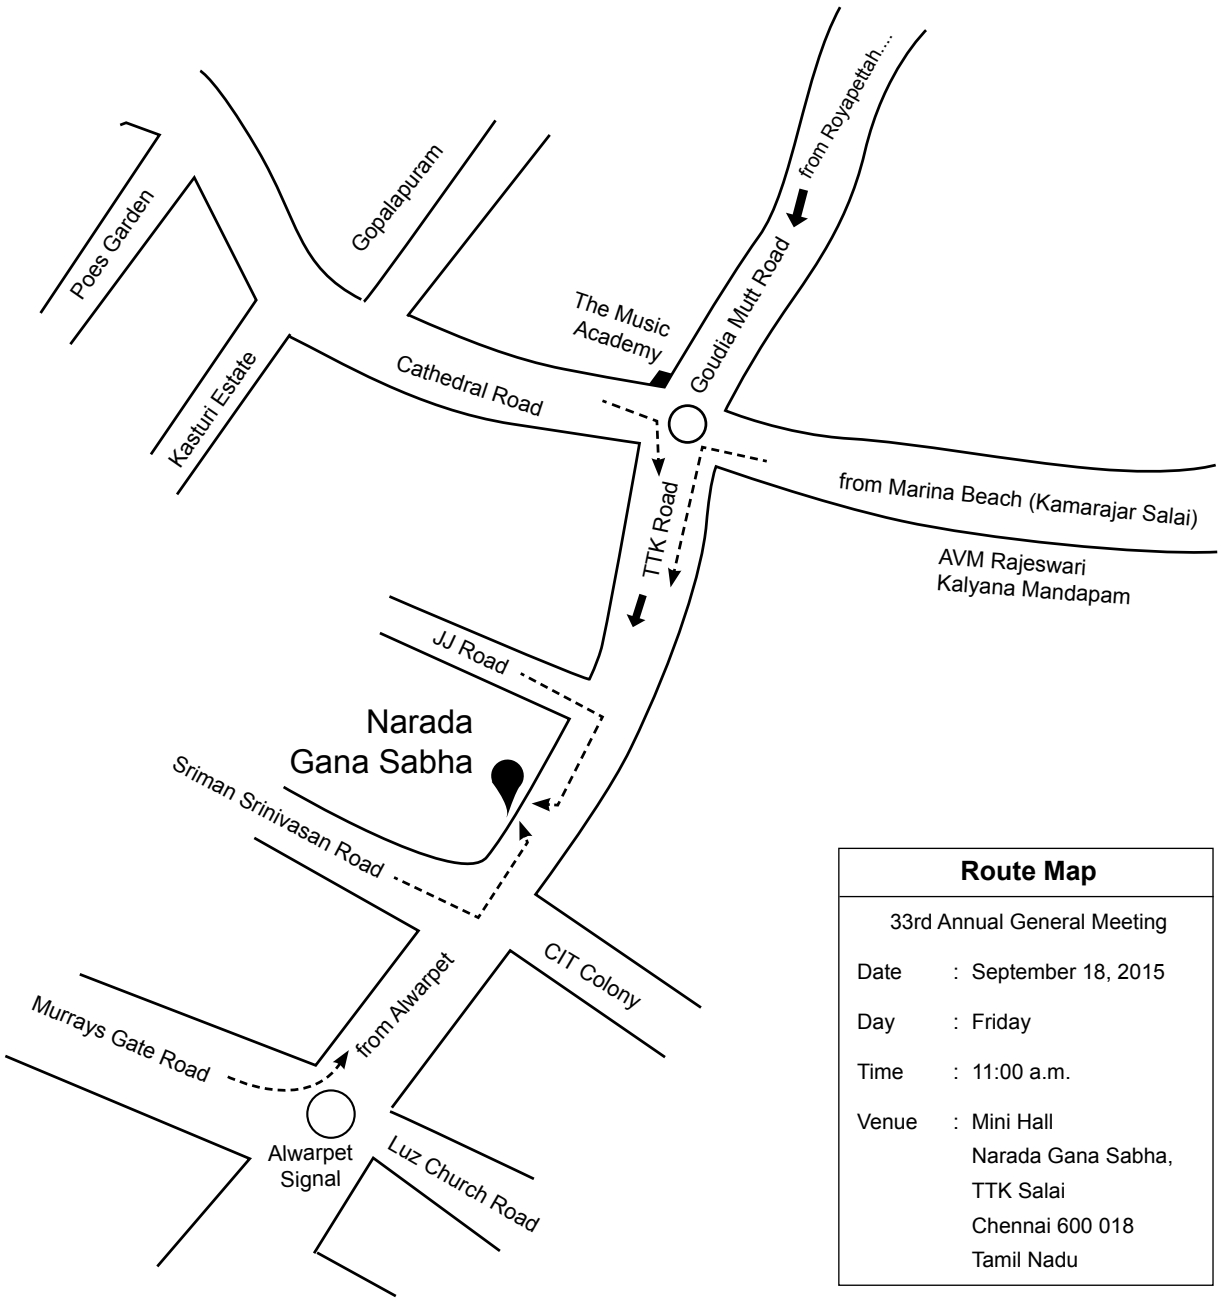 from Royapettah....
Gopalapuram
Poes Garden
Goudia Mutt Road
The Music
Academy
Cathedral Road
Kasturi Estate
from Marina Beach (Kamarajar Salai)
TTK Road
AVM Rajeswari
Kalyana Mandapam
JJ Road
Narada
Gana Sabha
Sriman Srinivasan Road
CIT Colony
from Alwarpet
Murrays Gate Road
Alwarpet
Signal
Luz Church Road
Route Map
33rd Annual General Meeting
Date : September 18, 2015
Day : Friday
Time : 11:00 a.m.
Venue : Mini Hall
Narada Gana Sabha,
TTK Salai
Chennai 600 018
Tamil Nadu